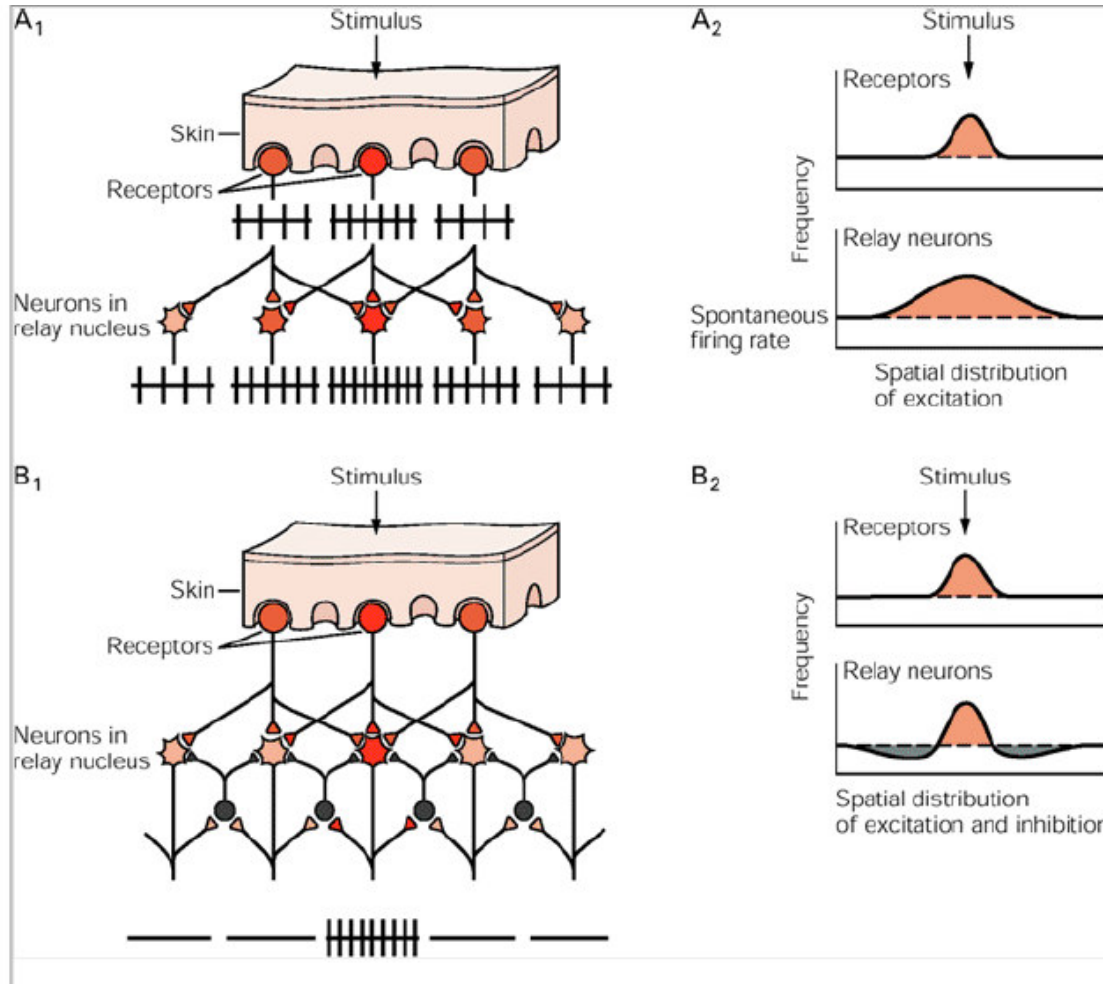 A1
Stimulus
Skin
Receptors
Neurons in
relay nucleus
A2
Stimulus
Receptors
Frequency
Relay neurons
Spontaneous
firing rate
Spatial distribution
of excitation
B1
Stimulus
Skin
Receptors
Neurons in
relay nucleus
B2
Stimulus
Receptors
Frequency
Relay neurons
Spatial distribution
of excitation and inhibition